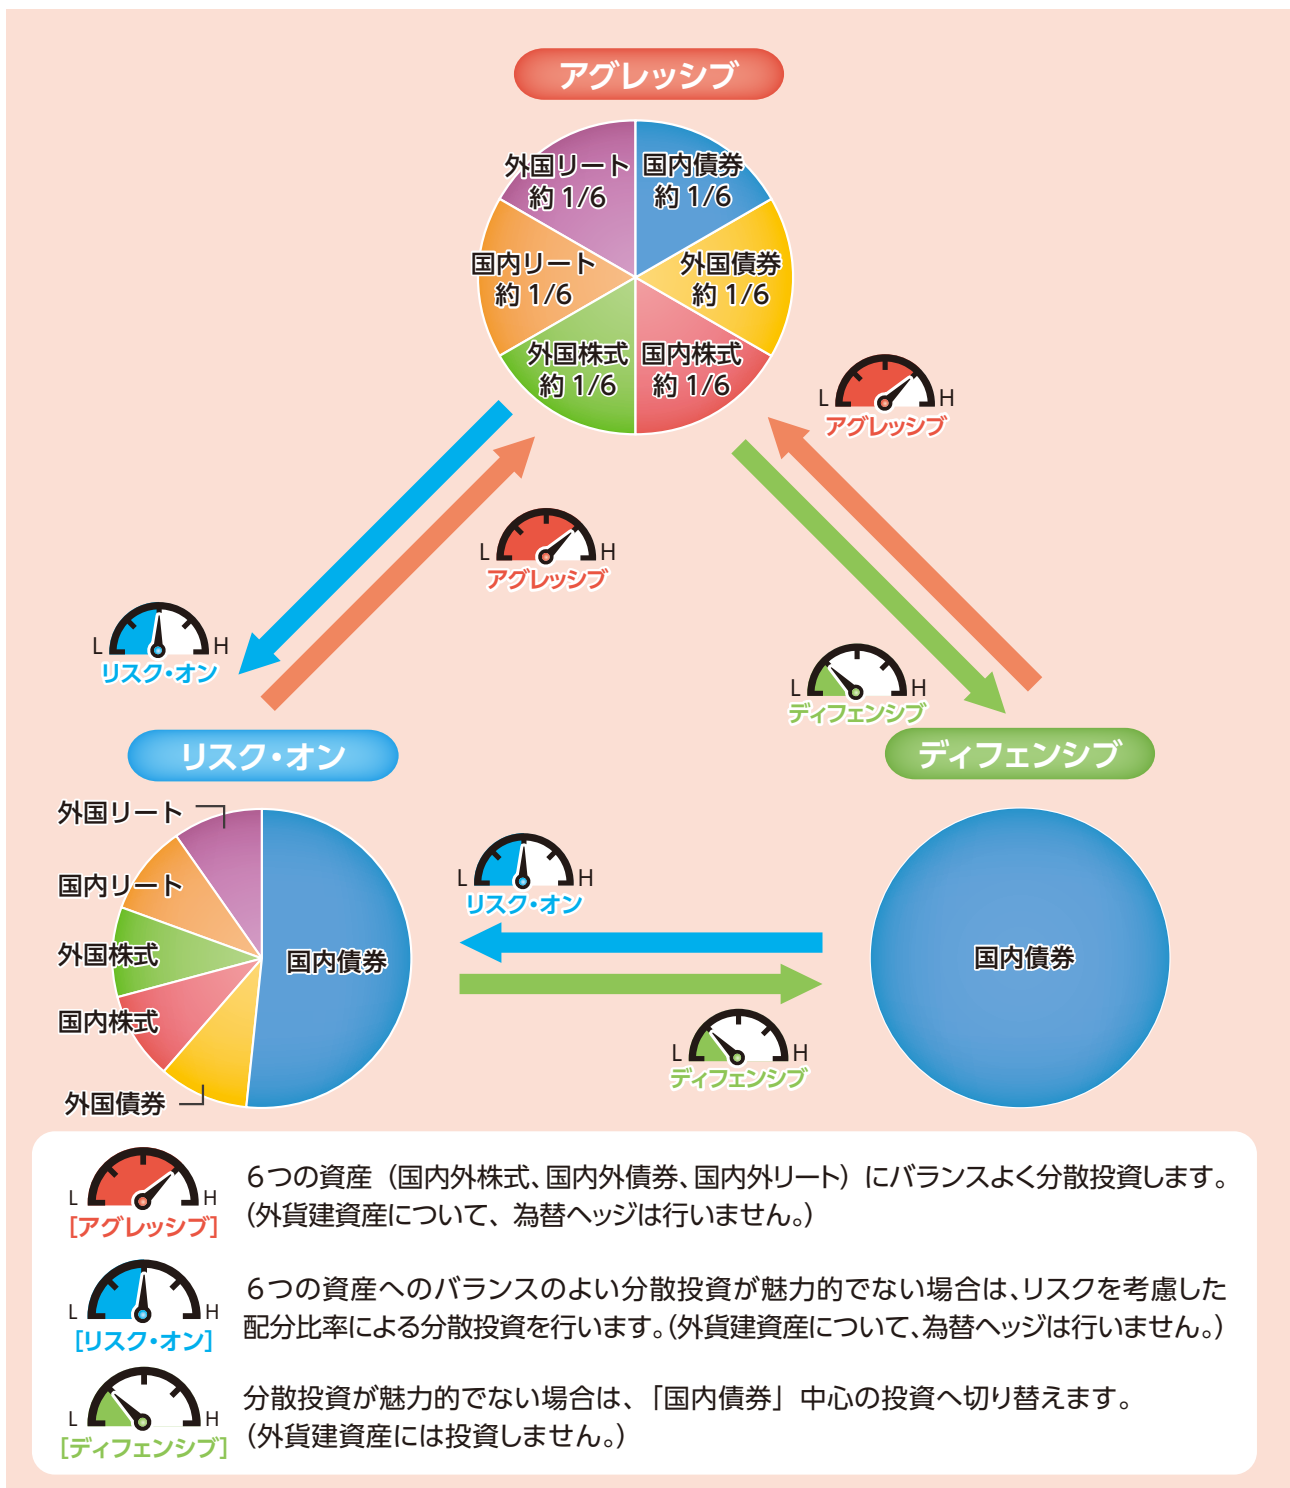 アグレッシブ
外国リート
約 1/6
国内債券
約 1/6
国内リート
約 1/6
外国債券
約 1/6
外国株式
約 1/6
国内株式
約 1/6
L H
アグレッシブ
L H
アグレッシブ
L H
リスク・オン
L H
ディフェンシブ
リスク・オン
ディフェンシブ
外国リート
国内リート
外国株式
国内株式
外国債券
国内債券
L H
リスク・オン
国内債券
L H
ディフェンシブ
L H
[アグレッシブ]
6つの資産（国内外株式、国内外債券、国内外リート）にバランスよく分散投資します。
（外貨建資産について、為替ヘッジは行いません。）
L H
[リスク・オン]
6つの資産へのバランスのよい分散投資が魅力的でない場合は、リスクを考慮した
配分比率による分散投資を行います。（外貨建資産について、為替ヘッジは行いません。）
L H
[ディフェンシブ]
分散投資が魅力的でない場合は、「国内債券」中心の投資へ切り替えます。
（外貨建資産には投資しません。）